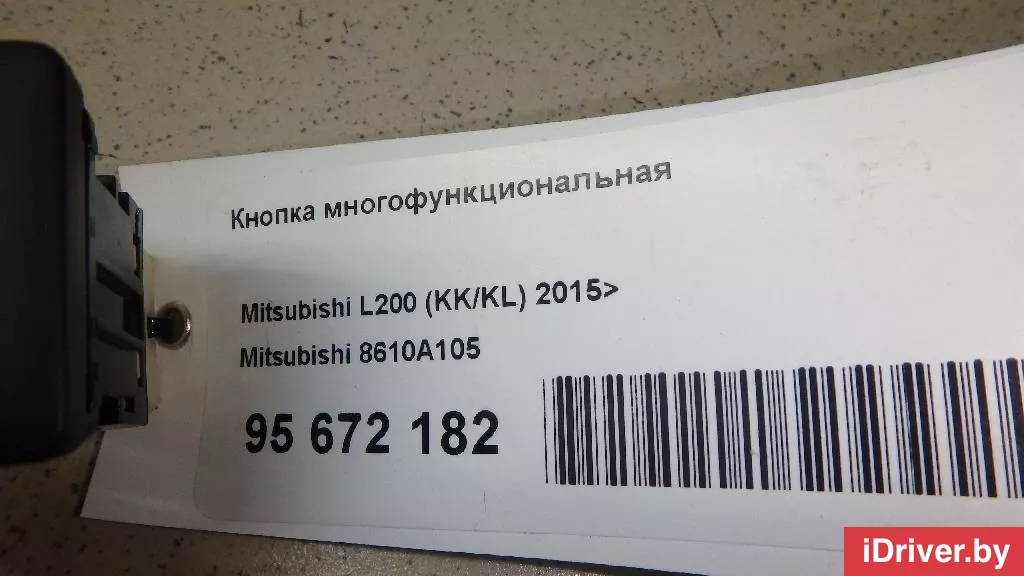 Кнопка многофункциональная
Mitsubishi L200 (KK/KL) 2015>
Mitsubishi 8610A105
95 672 182
iDriver.by